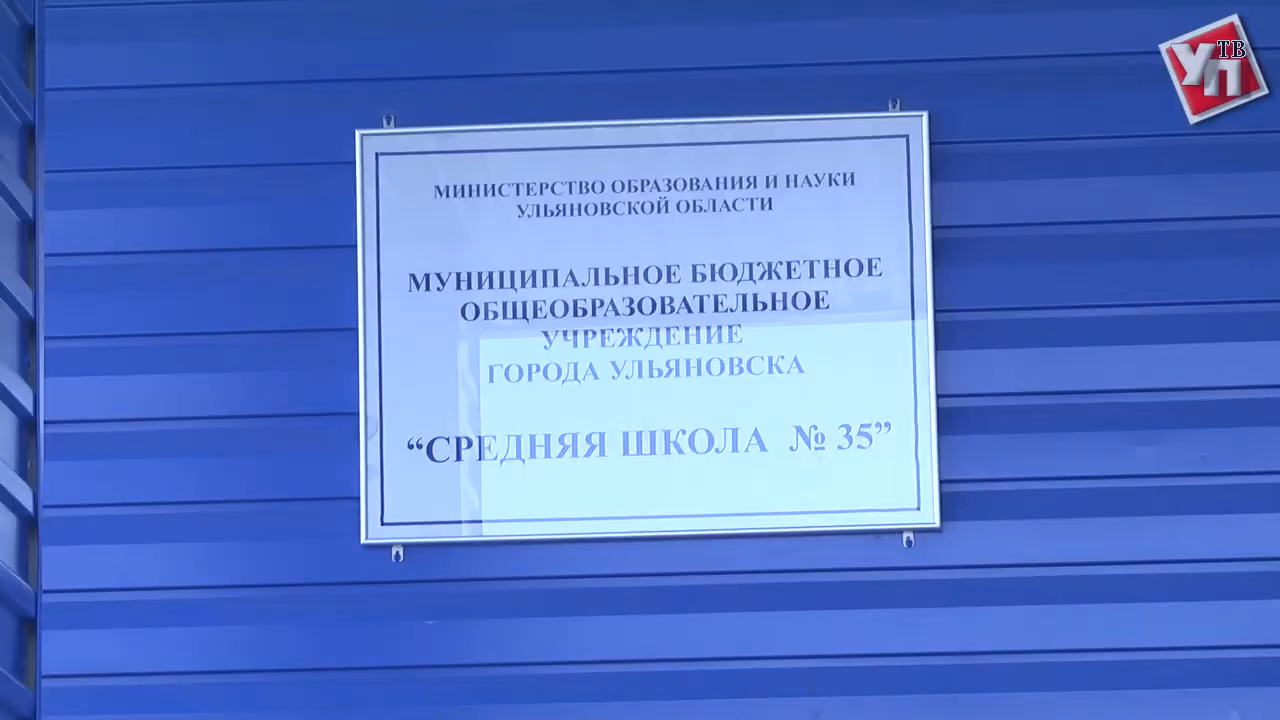 УП ТВ
МИНИСТЕРСТВО ОБРАЗОВАНИЯ И НАУКИ
УЛЬЯНОВСКОЙ ОБЛАСТИ
МУНИЦИПАЛЬНОЕ БЮДЖЕТНОЕ
ОБЩЕОБРАЗОВАТЕЛЬНОЕ
УЧРЕЖДЕНИЕ
ГОРОДА УЛЬЯНОВСКА
“СРЕДНЯЯ ШКОЛА № 35”